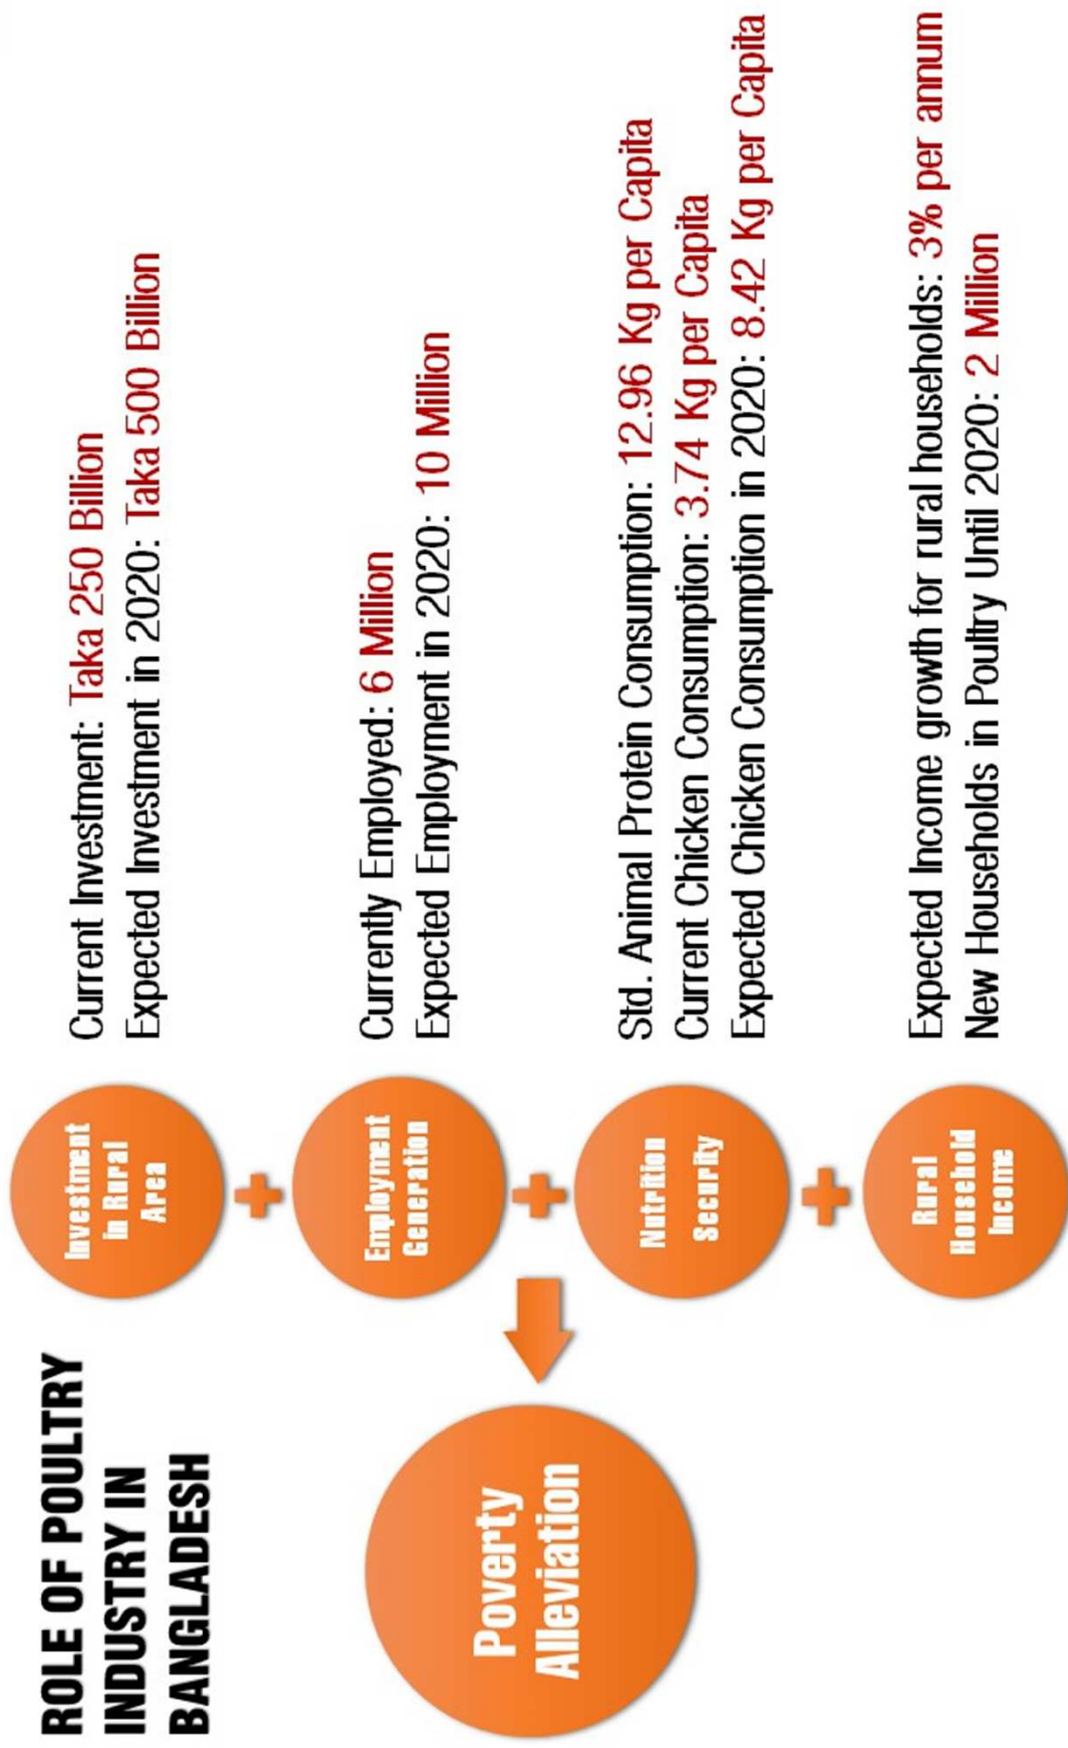 ROLE OF POULTRY
INDUSTRY IN
BANGLADESH
Poverty
Alleviation
Investment
in Rural
Area
Current Investment: Taka 250 Billion
Expected Investment in 2020: Taka 500 Billion
Employment
Generation
Currently Employed: 6 Million
Expected Employment in 2020: 10 Million
Nutrition
Security
Std. Animal Protein Consumption: 12.96 Kg per Capita
Current Chicken Consumption: 3.74 Kg per Capita
Expected Chicken Consumption in 2020: 8.42 Kg per Capita
Rural
Household
Income
Expected Income growth for rural households: 3% per annum
New Households in Poultry Until 2020: 2 Million